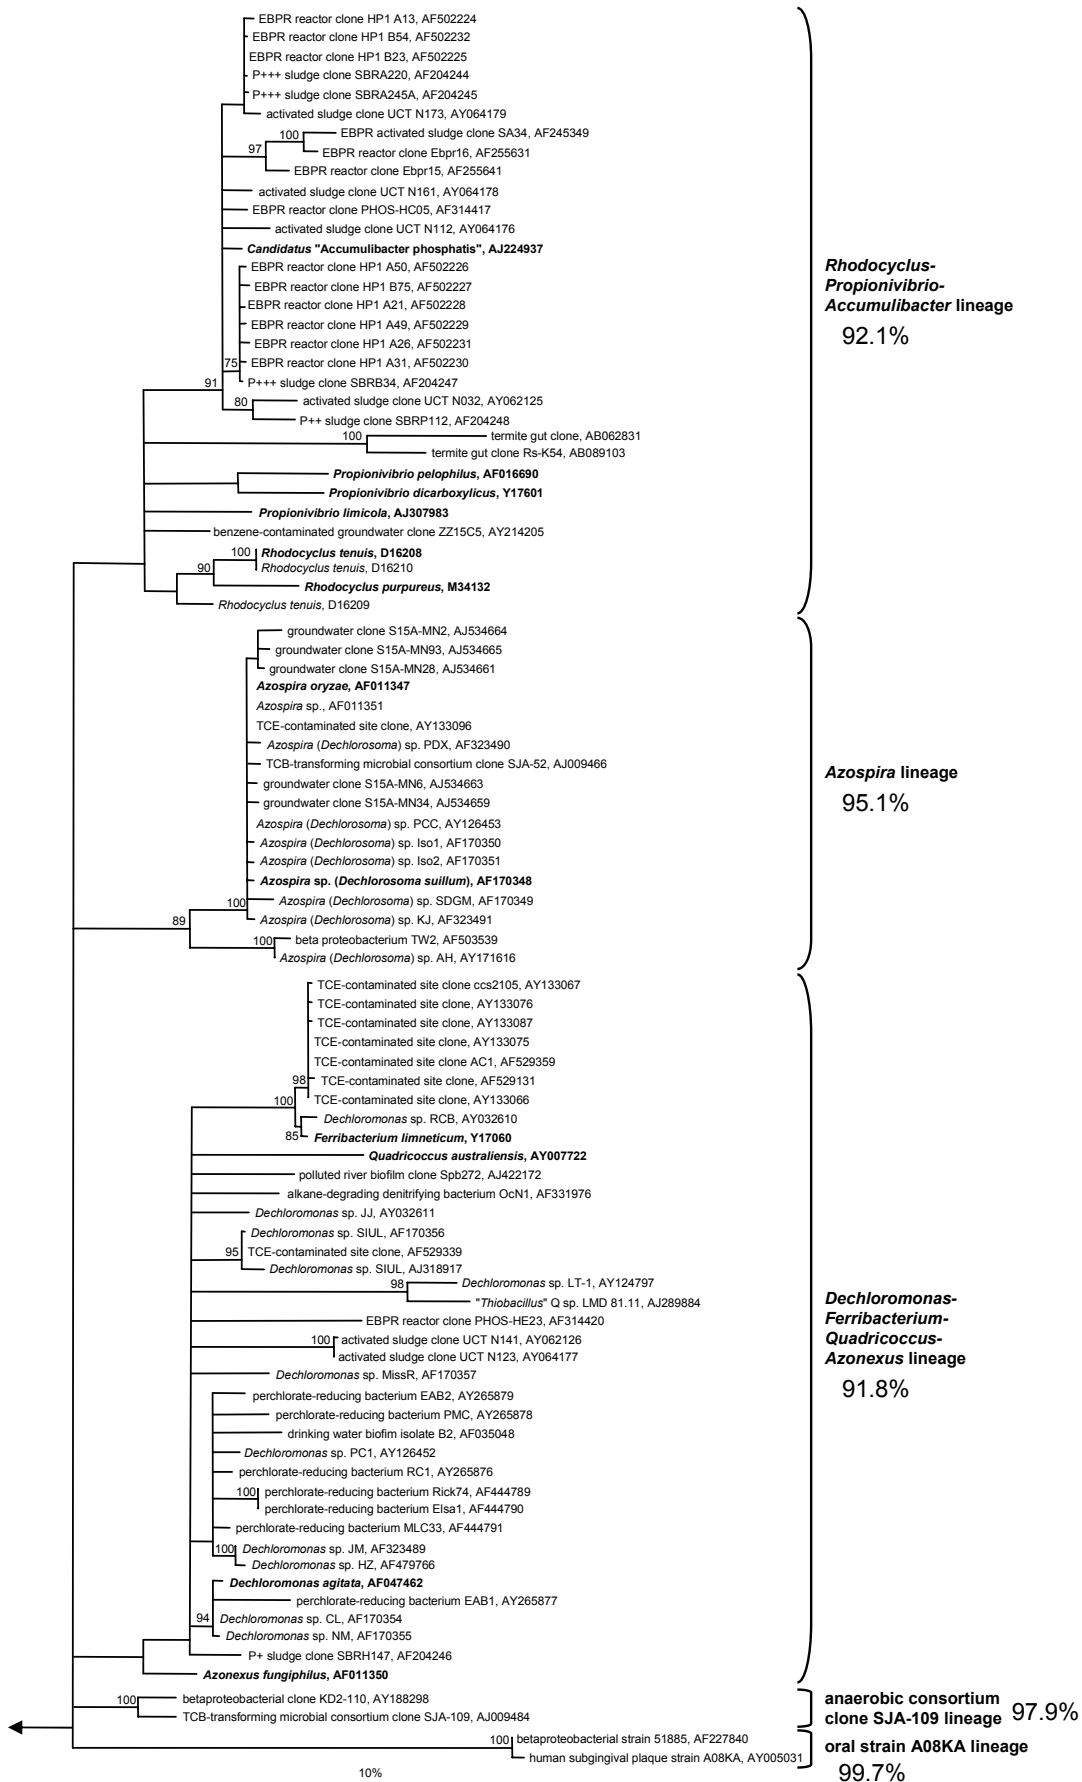 EBPR reactor clone HP1 A13, AF502224
EBPR reactor clone HP1 B54, AF502232
EBPR reactor clone HP1 B23, AF502225
P+++ sludge clone SBRA220, AF204244
P+++ sludge clone SBRA245A, AF204245
activated sludge clone UCT N173, AY064179
100
EBPR activated sludge clone SA34, AF245349
97
EBPR reactor clone Ebpr16, AF255631
EBPR reactor clone Ebpr15, AF255641
activated sludge clone UCT N161, AY064178
EBPR reactor clone PHOS-HC05, AF314417
activated sludge clone UCT N112, AY064176
Candidatus "Accumulibacter phosphatis", AJ224937
EBPR reactor clone HP1 A50, AF502226
EBPR reactor clone HP1 B75, AF502227
EBPR reactor clone HP1 A21, AF502228
EBPR reactor clone HP1 A49, AF502229
EBPR reactor clone HP1 A26, AF502231
75
EBPR reactor clone HP1 A31, AF502230
91
P+++ sludge clone SBRB34, AF204247
80
activated sludge clone UCT N032, AY062125
P++ sludge clone SBRP112, AF204248
100
termite gut clone, AB062831
termite gut clone Rs-K54, AB089103
Propionivibrio pelophilus, AF016690
Propionivibrio dicarboxylicus, Y17601
Propionivibrio limicola, AJ307983
benzene-contaminated groundwater clone ZZ15C5, AY214205
100
Rhodocyclus tenuis, D16208
90
Rhodocyclus tenuis, D16210
Rhodocyclus purpureus, M34132
Rhodocyclus tenuis, D16209
Rhodocyclus-
Propionivibrio-
Accumulibacter lineage
92.1%
groundwater clone S15A-MN2, AJ534664
groundwater clone S15A-MN93, AJ534665
groundwater clone S15A-MN28, AJ534661
Azospira oryzae, AF011347
Azospira sp., AF011351
TCE-contaminated site clone, AY133096
Azospira (Dechlorosoma) sp. PDX, AF323490
TCB-transforming microbial consortium clone SJA-52, AJ009466
groundwater clone S15A-MN6, AJ534663
groundwater clone S15A-MN34, AJ534659
Azospira (Dechlorosoma) sp. PCC, AY126453
Azospira (Dechlorosoma) sp. Iso1, AF170350
Azospira (Dechlorosoma) sp. Iso2, AF170351
Azospira sp. (Dechlorosoma suillum), AF170348
100
Azospira (Dechlorosoma) sp. SDGM, AF170349
89
Azospira (Dechlorosoma) sp. KJ, AF323491
100
beta proteobacterium TW2, AF503539
Azospira (Dechlorosoma) sp. AH, AY171616
Azospira lineage
95.1%
TCE-contaminated site clone ccs2105, AY133067
TCE-contaminated site clone, AY133076
TCE-contaminated site clone, AY133087
TCE-contaminated site clone, AY133075
TCE-contaminated site clone AC1, AF529359
98
TCE-contaminated site clone, AF529131
100
TCE-contaminated site clone, AY133066
Dechloromonas sp. RCB, AY032610
85
Ferribacterium limneticum, Y17060
Quadricoccus australiensis, AY007722
polluted river biofilm clone Spb272, AJ422172
alkane-degrading denitrifying bacterium OcN1, AF331976
Dechloromonas sp. JJ, AY032611
Dechloromonas sp. SIUL, AF170356
95
TCE-contaminated site clone, AF529339
Dechloromonas sp. SIUL, AJ318917
98
Dechloromonas sp. LT-1, AY124797
"Thiobacillus" Q sp. LMD 81.11, AJ289884
EBPR reactor clone PHOS-HE23, AF314420
100
activated sludge clone UCT N141, AY062126
activated sludge clone UCT N123, AY064177
Dechloromonas sp. MissR, AF170357
perchlorate-reducing bacterium EAB2, AY265879
perchlorate-reducing bacterium PMC, AY265878
drinking water biofim isolate B2, AF035048
Dechloromonas sp. PC1, AY126452
perchlorate-reducing bacterium RC1, AY265876
100
perchlorate-reducing bacterium Rick74, AF444789
perchlorate-reducing bacterium Elsa1, AF444790
perchlorate-reducing bacterium MLC33, AF444791
100
Dechloromonas sp. JM, AF323489
Dechloromonas sp. HZ, AF479766
Dechloromonas agitata, AF047462
perchlorate-reducing bacterium EAB1, AY265877
94
Dechloromonas sp. CL, AF170354
Dechloromonas sp. NM, AF170355
P+ sludge clone SBRH147, AF204246
Azonexus fungiphilus, AF011350
Dechloromonas-
Ferribacterium-
Quadricoccus-
Azonexus lineage
91.8%
100
betaproteobacterial clone KD2-110, AY188298
TCB-transforming microbial consortium clone SJA-109, AJ009484
anaerobic consortium
clone SJA-109 lineage
97.9%
100
betaproteobacterial strain 51885, AF227840
human subgingival plaque strain A08KA, AY005031
oral strain A08KA lineage
99.7%
10%